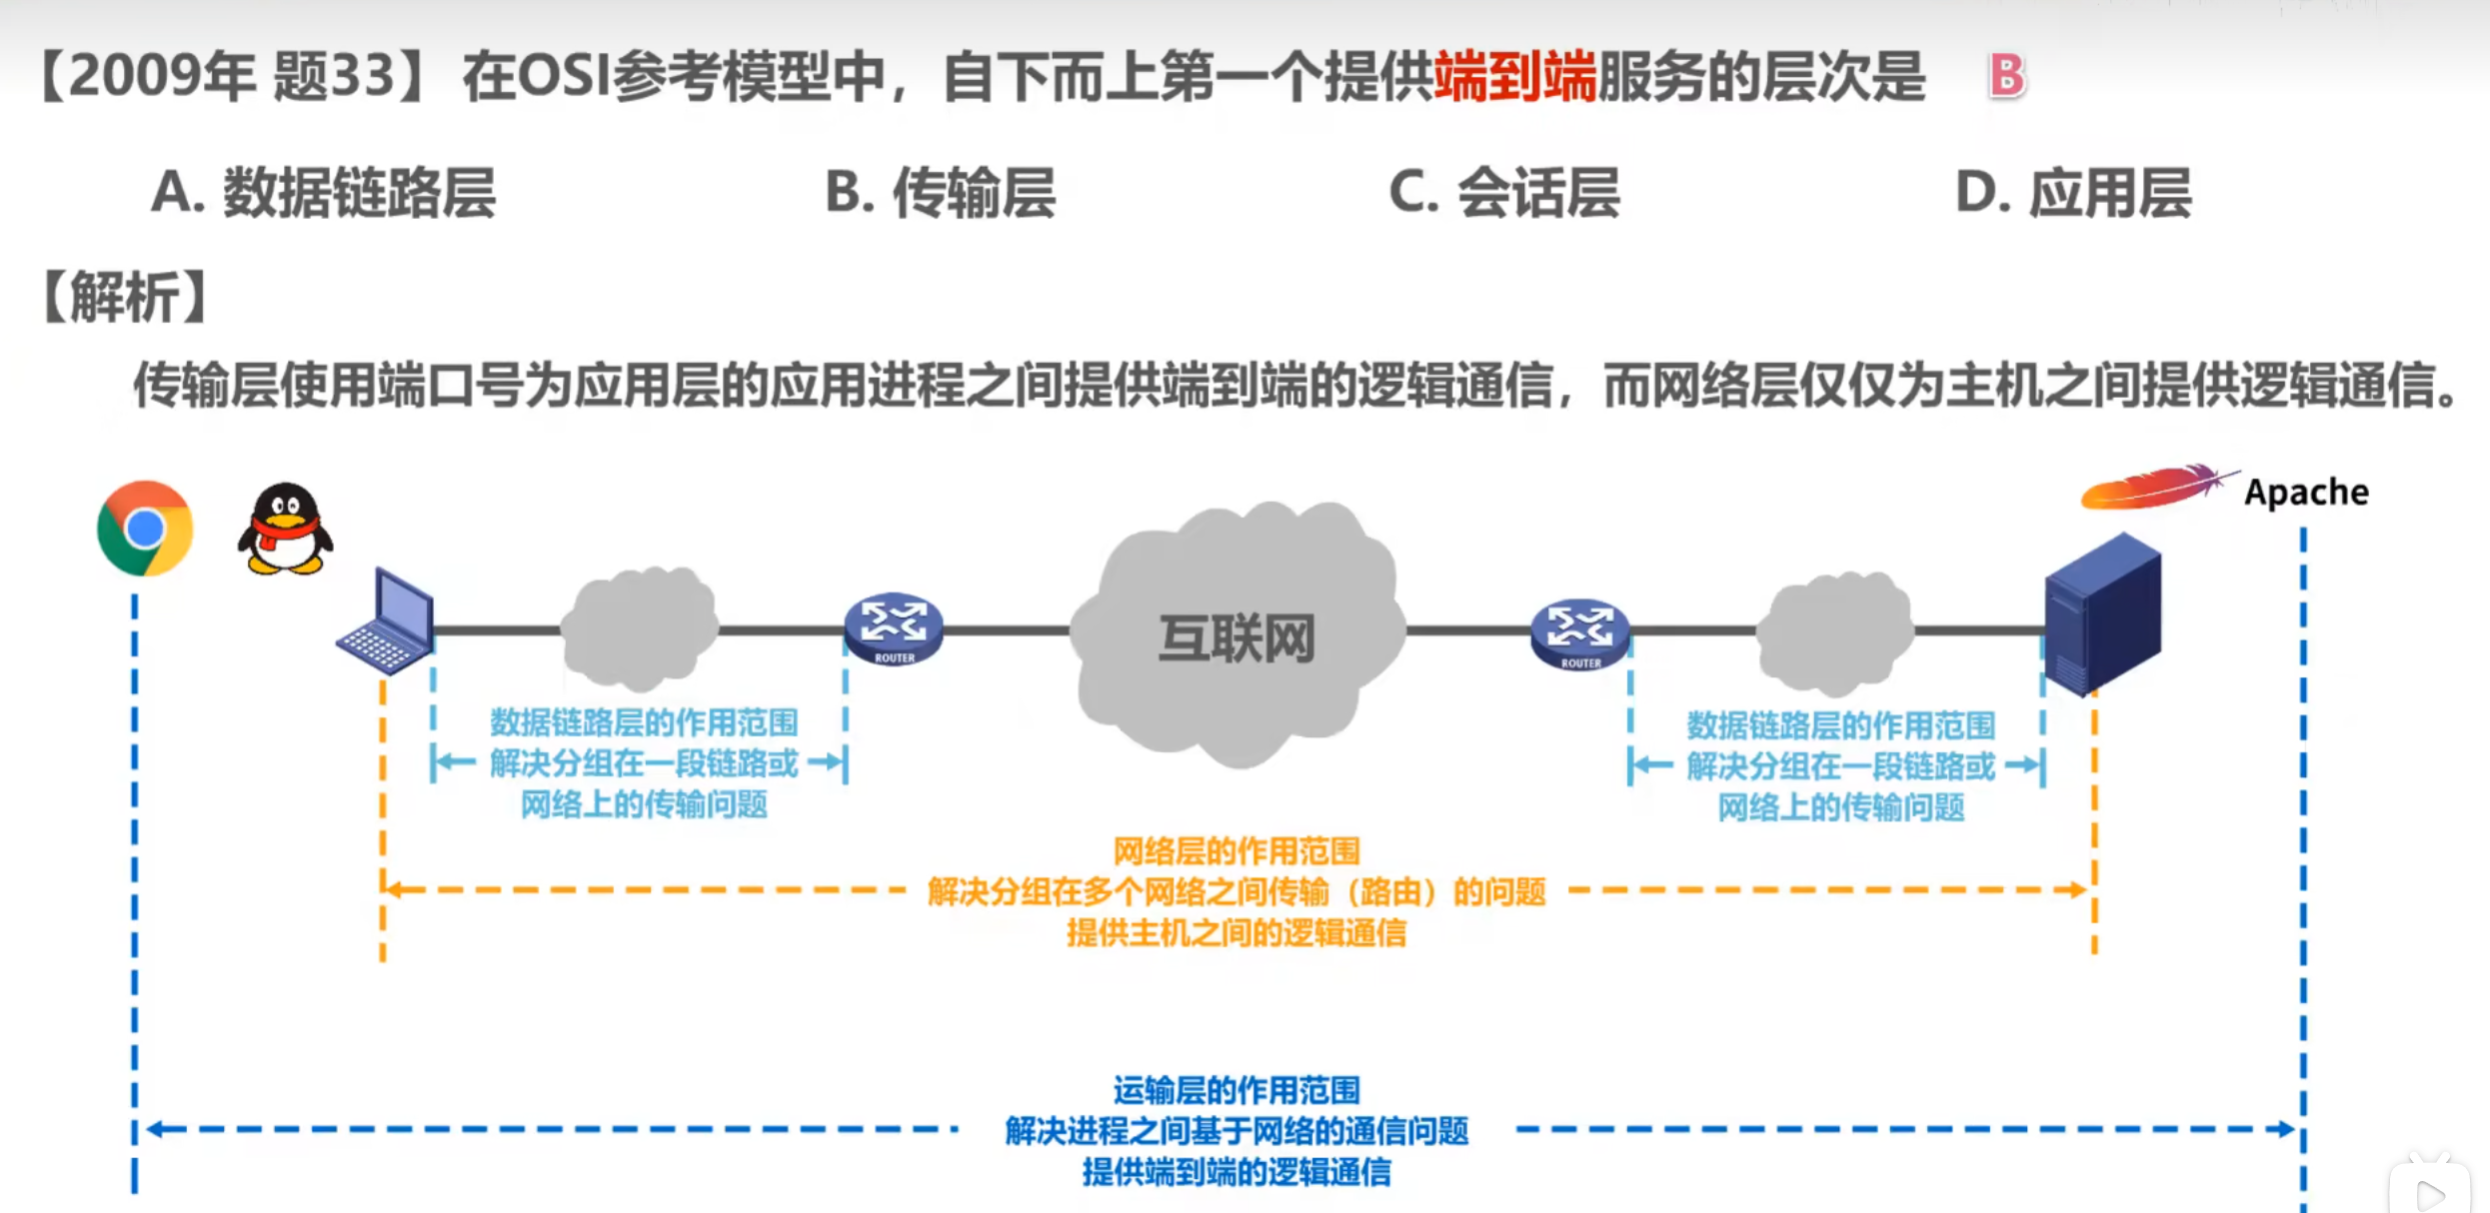 【2009年 题33】 在OSI参考模型中，自下而上第一个提供端到端服务的层次是 B
A. 数据链路层 B. 传输层 C. 会话层 D. 应用层
【解析】
传输层使用端口号为应用层的应用进程之间提供端到端的逻辑通信，而网络层仅仅为主机之间提供逻辑通信。
Apache
互联网
ROUTER
ROUTER
数据链路层的作用范围
解决分组在一段链路或
网络上的传输问题
数据链路层的作用范围
解决分组在一段链路或
网络上的传输问题
网络层的作用范围
解决分组在多个网络之间传输（路由）的问题
提供主机之间的逻辑通信
运输层的作用范围
解决进程之间基于网络的通信问题
提供端到端的逻辑通信